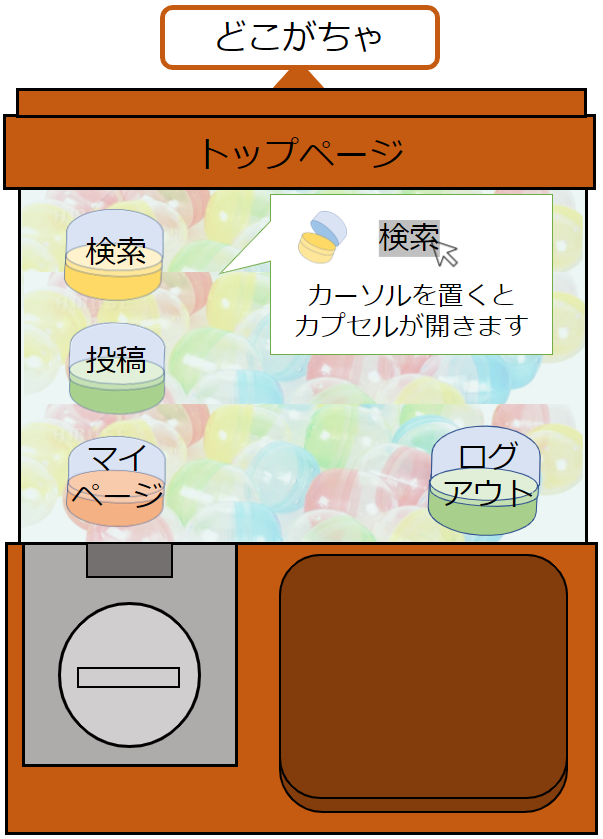 どこがちゃ
トップページ
検索
検索
カーソルを置くと
カプセルが開きます
投稿
マイ
ページ
ログ
アウト